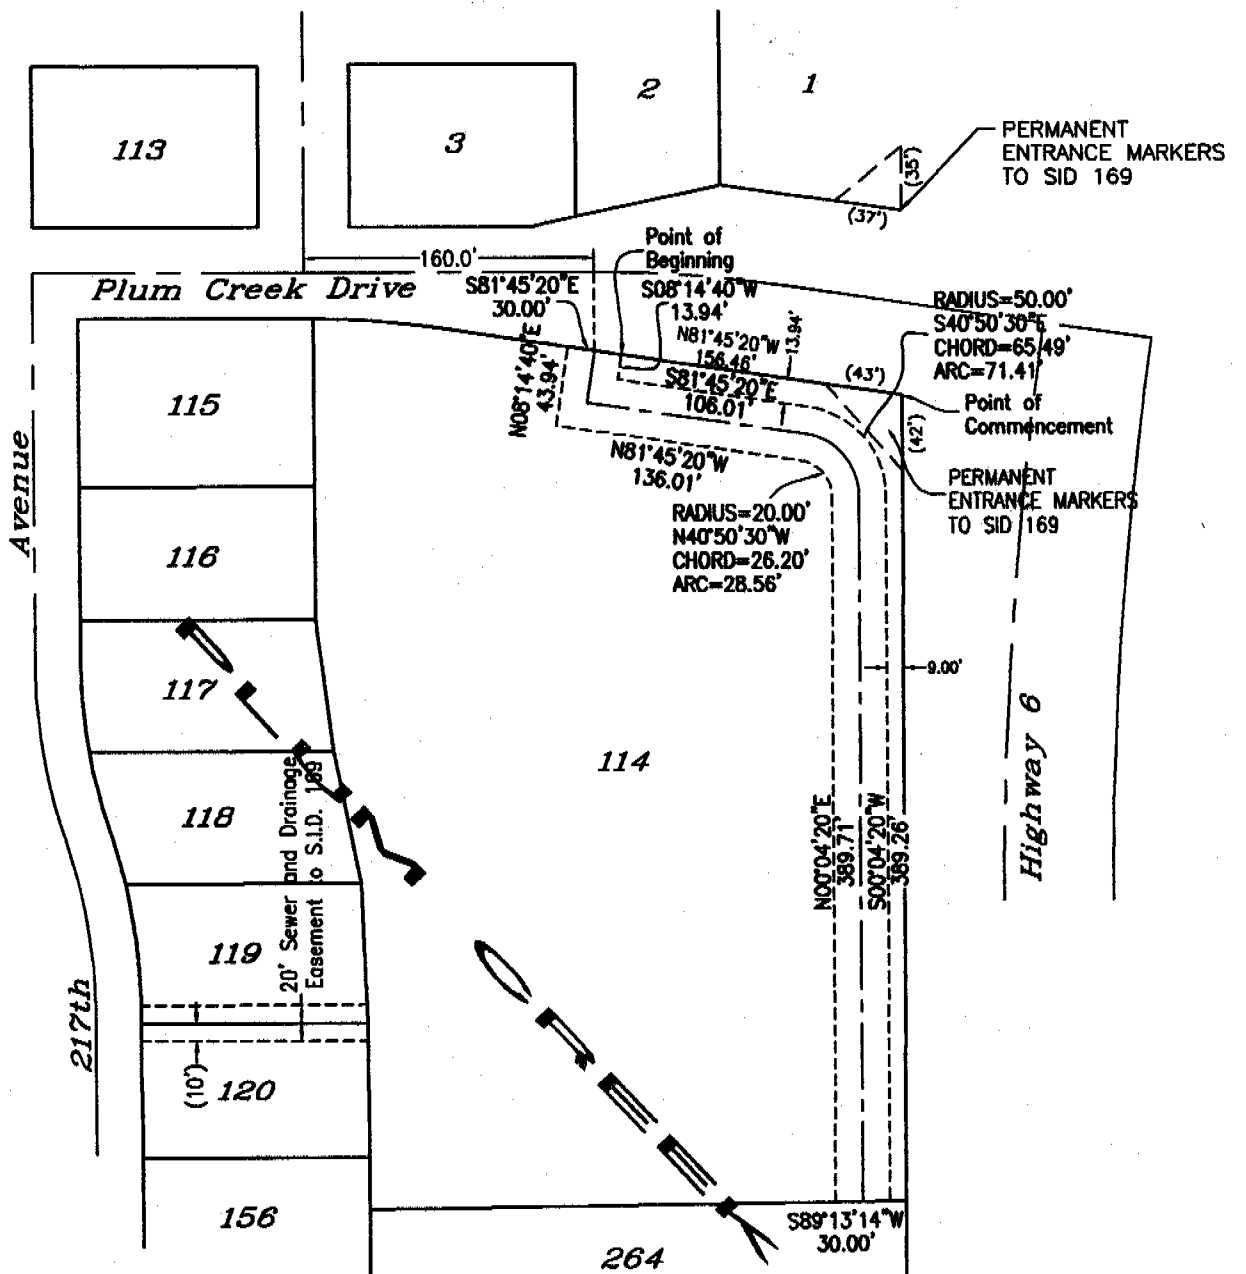 2
1
113
3
PERMANENT
ENTRANCE MARKERS
TO SID 169
(35')
(37')
Point of
Beginning
160.0'
Plum Creek Drive
S81°45'20"E
30.00'
S08°14'40"W
13.94'
N81°45'20"W
156.46'
13.94'
RADIUS=50.00'
S40°50'30"E
CHORD=65.49'
ARC=71.41'
N08°14'40"E
43.94'
S81°45'20"E
106.01'
(43')
Point of
Commencement
(42')
115
Avenue
N81°45'20"W
136.01'
PERMANENT
ENTRANCE MARKERS
TO SID 169
RADIUS=20.00'
N40°50'30"W
CHORD=26.20'
ARC=28.56'
116
117
9.00'
114
Highway 6
118
20' Sewer and Drainage
Easement to S.I.D. 169
N00°04'20"E
389.71'
S00°04'20"W
389.26'
119
217th
(10')
120
156
S89°13'14"W
30.00'
264